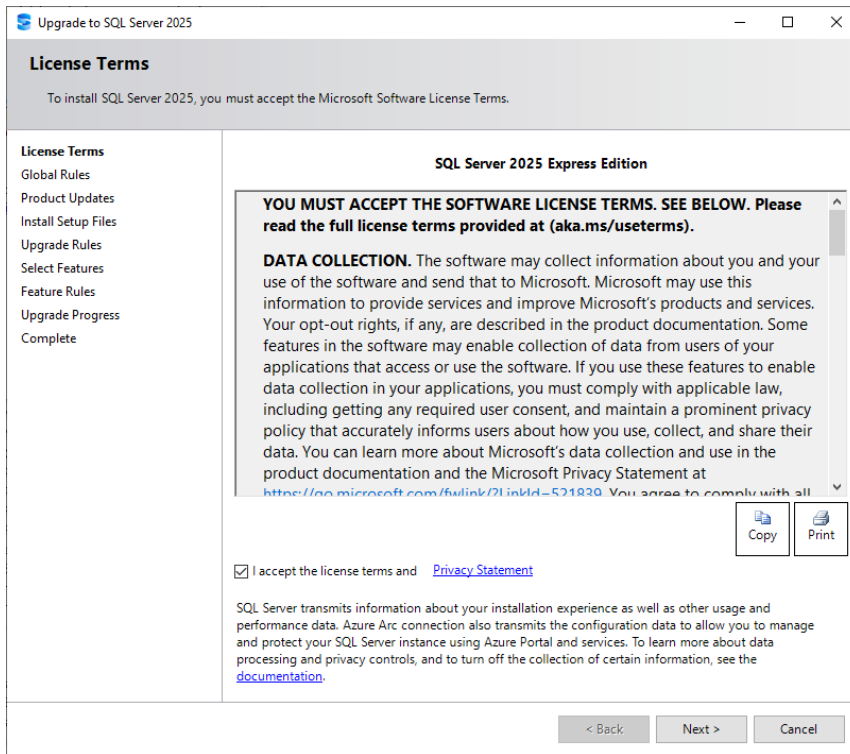 Upgrade to SQL Server 2025
License Terms
To install SQL Server 2025, you must accept the Microsoft Software License Terms.
License Terms
Global Rules
Product Updates
Install Setup Files
Upgrade Rules
Select Features
Feature Rules
Upgrade Progress
Complete
SQL Server 2025 Express Edition
YOU MUST ACCEPT THE SOFTWARE LICENSE TERMS. SEE BELOW. Please
read the full license terms provided at (aka.ms/useterms).
DATA COLLECTION. The software may collect information about you and your
use of the software and send that to Microsoft. Microsoft may use this
information to provide services and improve Microsoft's products and services.
Your opt-out rights, if any, are described in the product documentation. Some
features in the software may enable collection of data from users of your
applications that access or use the software. If you use these features to enable
data collection in your applications, you must comply with applicable law,
including getting any required user consent, and maintain a prominent privacy
policy that accurately informs users about how you use, collect, and share their
data. You can learn more about Microsoft's data collection and use in the
product documentation and the Microsoft Privacy Statement at
https://go.microsoft.com/fwlink/?LinkId=521839. You agree to comply with all
Copy
Print
I accept the license terms and Privacy Statement
SQL Server transmits information about your installation experience as well as other usage and
performance data. Azure Arc connection also transmits the configuration data to allow you to manage
and protect your SQL Server instance using Azure Portal and services. To learn more about data
processing and privacy controls, and to turn off the collection of certain information, see the
documentation.
< Back
Next >
Cancel